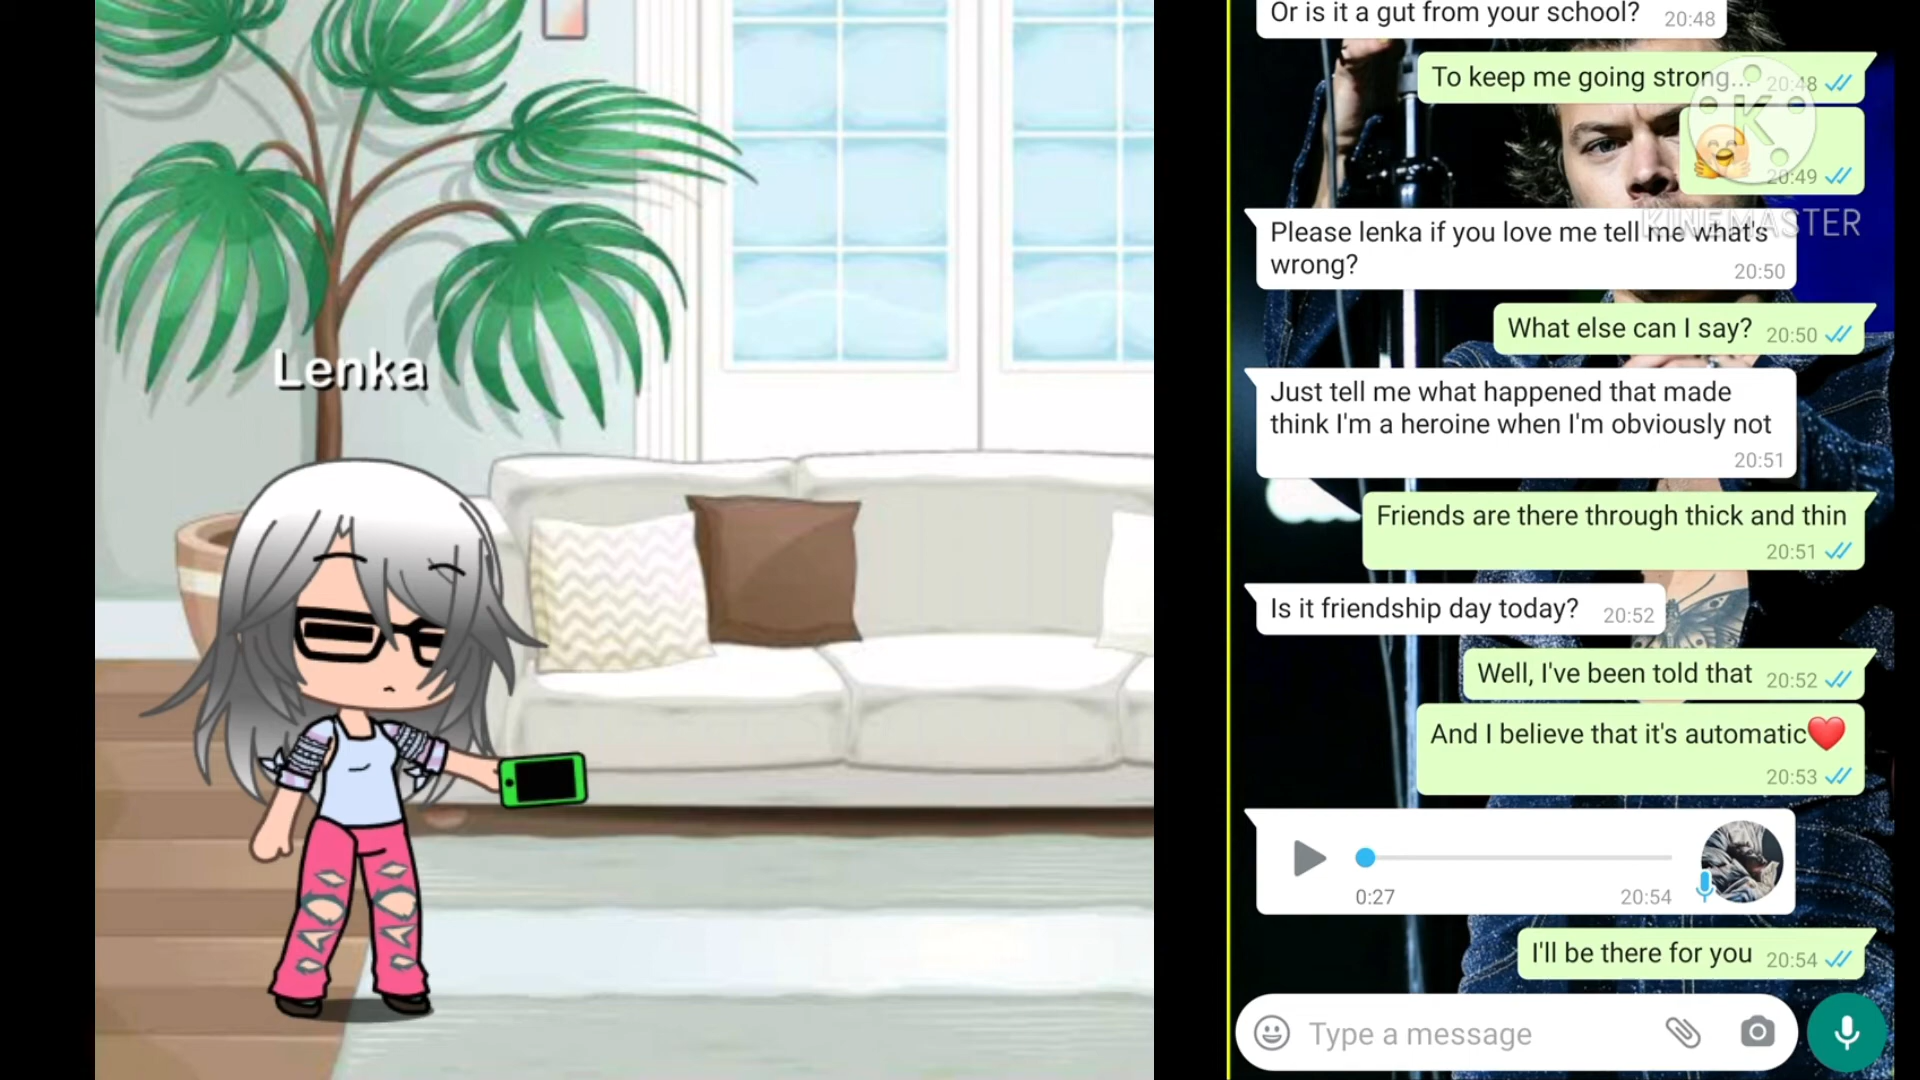 Lenka
Or is it a gut from your school? 20:48
To keep me going strong... 20:48
20:49
K
KINEMASTER
Please lenka if you love me tell me what's
wrong?
20:50
What else can I say? 20:50
Just tell me what happened that made
think I'm a heroine when I'm obviously not
20:51
Friends are there through thick and thin
20:51
Is it friendship day today? 20:52
Well, I've been told that 20:52
And I believe that it's automatic❤️
20:53
0:27 20:54
I'll be there for you 20:54
Type a message